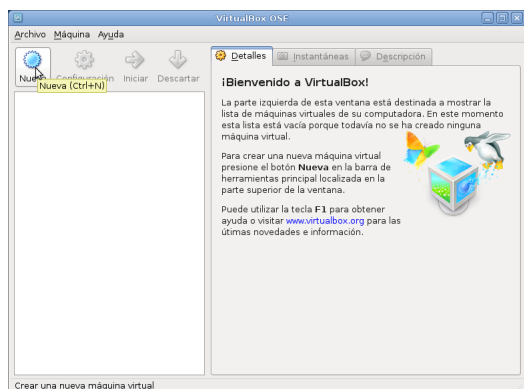 VirtualBox OSE
Archivo Máquina Ayuda
Nueva Configuración Iniciar Descartar
Nueva (Ctrl+N)
Detalles Instantáneas Descripción
¡Bienvenido a VirtualBox!
La parte izquierda de esta ventana está destinada a mostrar la
lista de máquinas virtuales de su computadora. En este momento
esta lista está vacía porque todavía no se ha creado ninguna
máquina virtual.
Para crear una nueva máquina virtual
presione el botón Nueva en la barra de
herramientas principal localizada en la
parte superior de la ventana.
Puede utilizar la tecla F1 para obtener
ayuda o visitar www.virtualbox.org para las
útimas novedades e información.
Crear una nueva máquina virtual